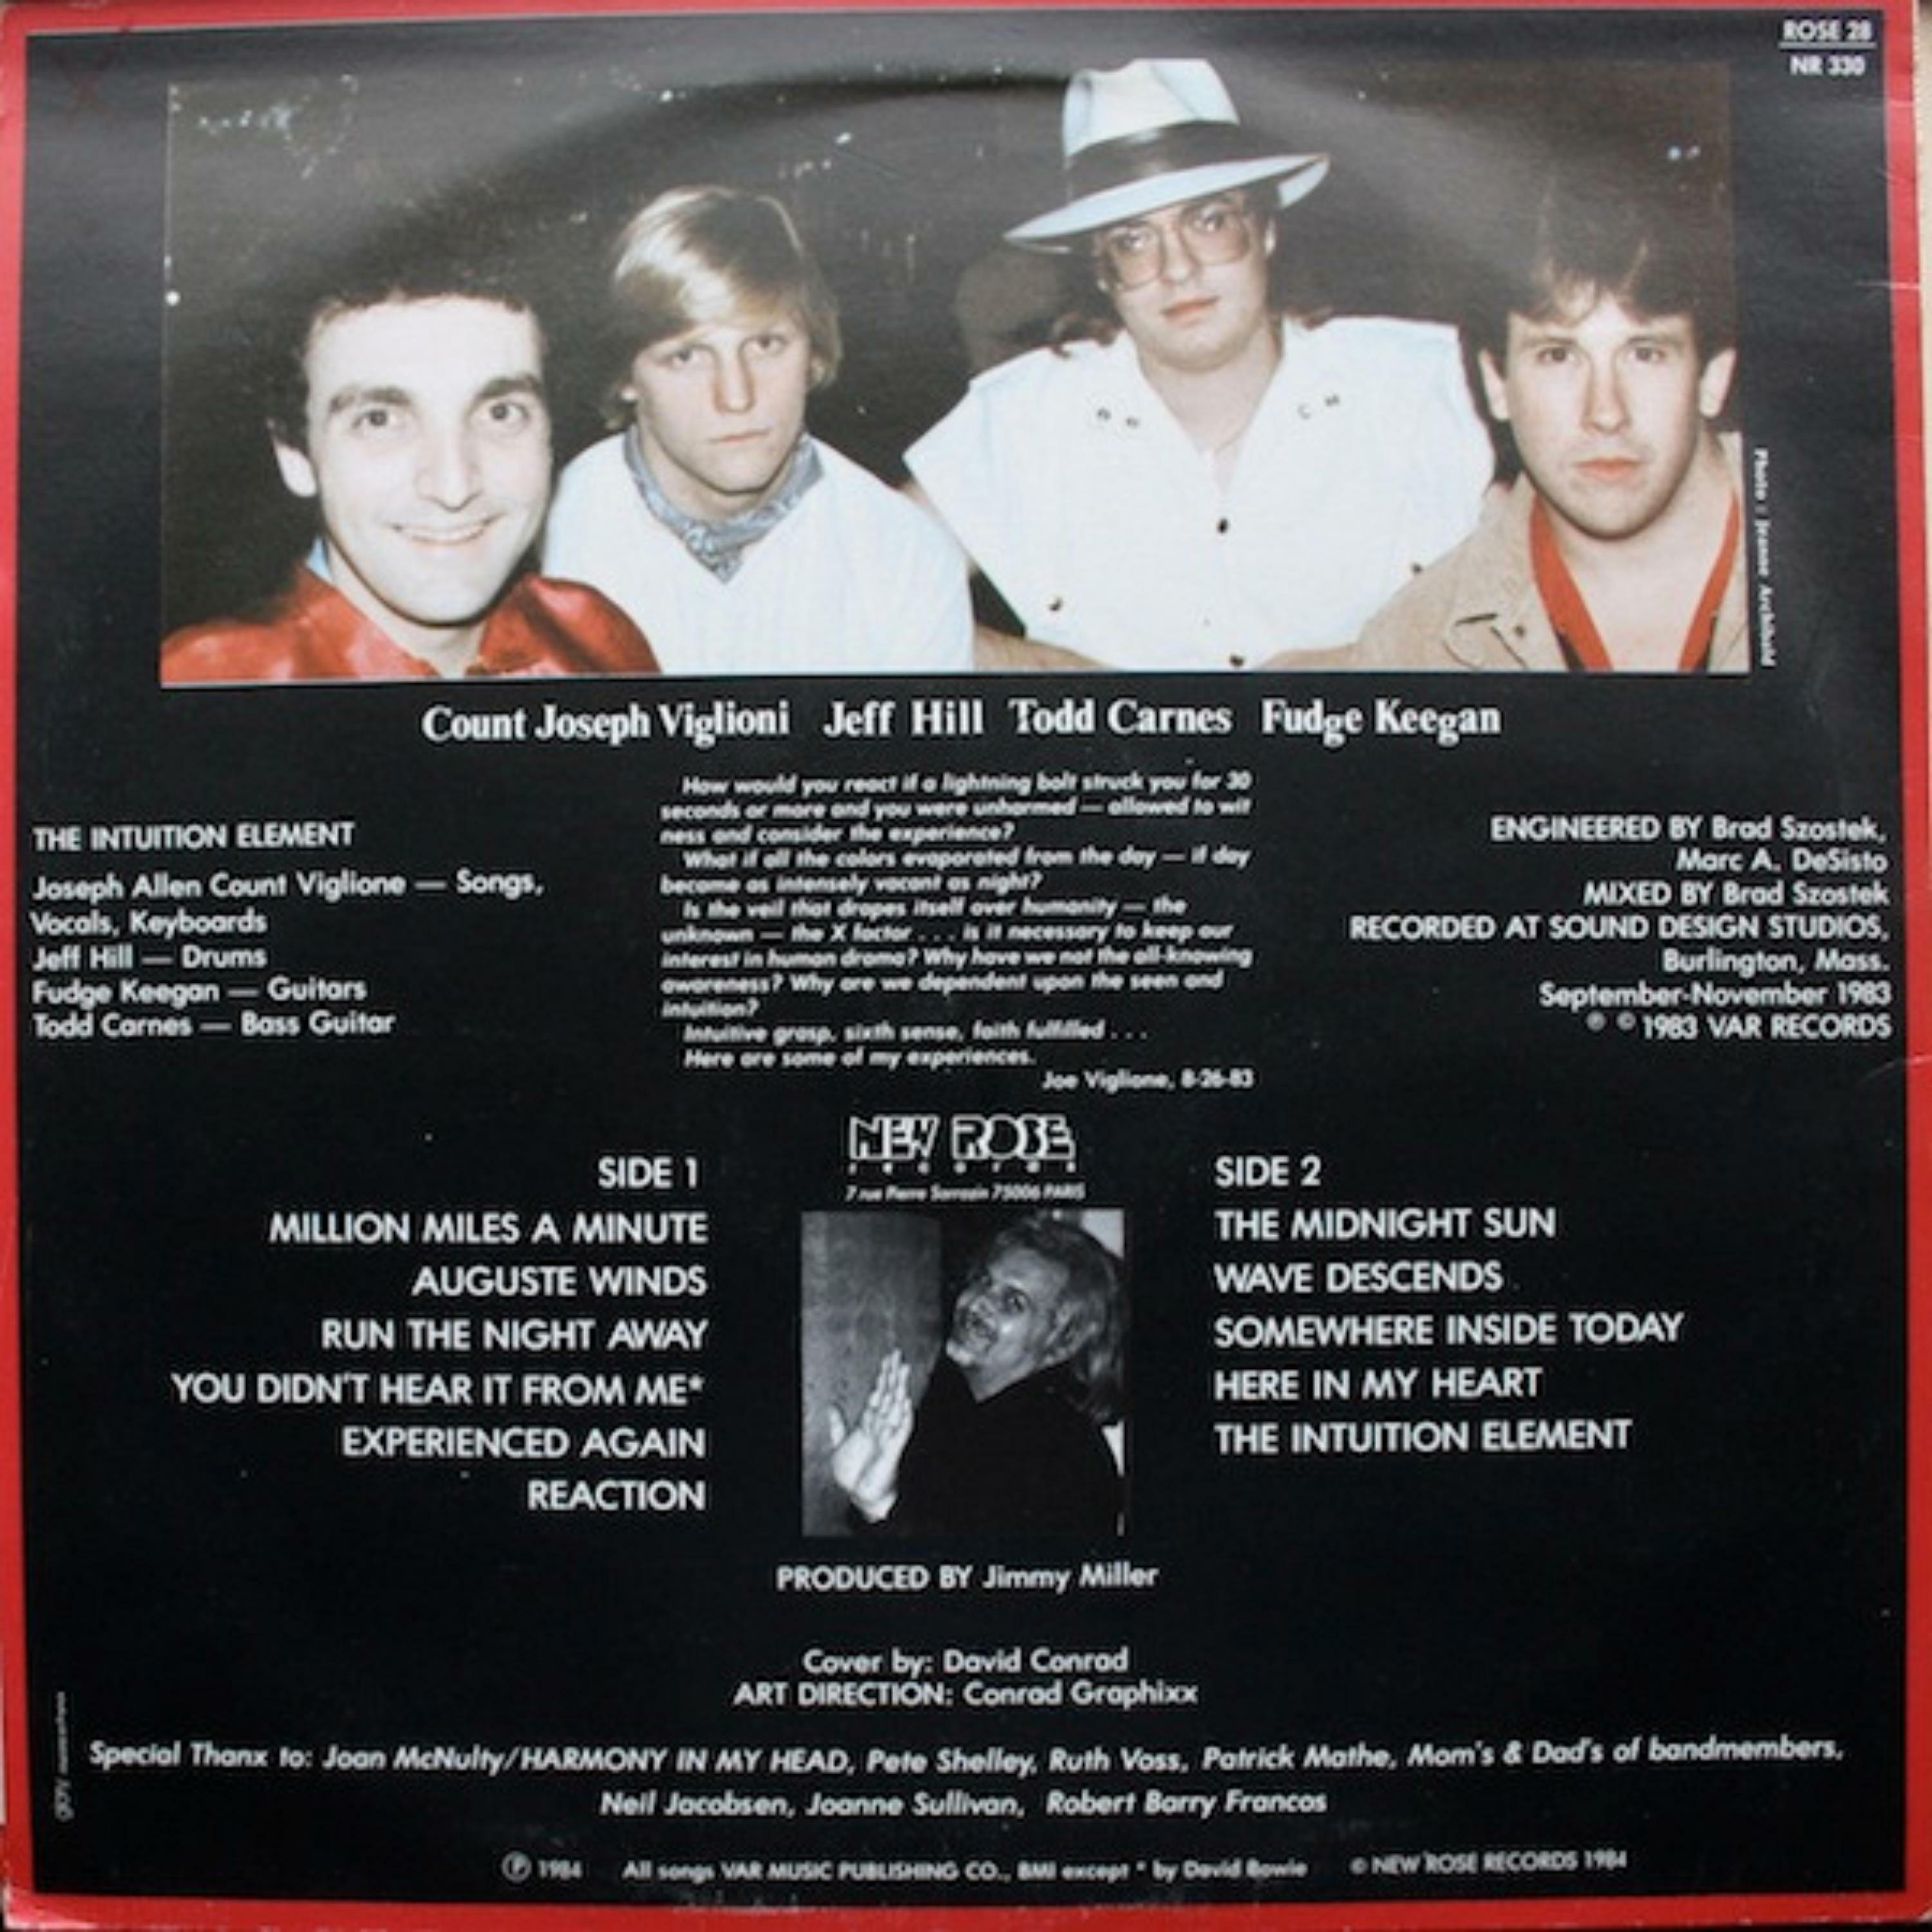 ROSE 28
NR 330
Photo : Jeanne Archibald
Count Joseph Viglioni Jeff Hill Todd Carnes Fudge Keegan
THE INTUITION ELEMENT
Joseph Allen Count Viglione — Songs,
Vocals, Keyboards
Jeff Hill — Drums
Fudge Keegan — Guitars
Todd Carnes — Bass Guitar
How would you react if a lightning bolt struck you for 30
seconds or more and you were unharmed — allowed to wit
ness and consider the experience?
What if all the colors evaporated from the day — if day
became as intensely vacant as night?
Is the veil that drapes itself over humanity — the
unknown — the X factor . . . is it necessary to keep our
interest in human drama? Why have we not the all-knowing
awareness? Why are we dependent upon the seen and
intuition?
Intuitive grasp, sixth sense, faith fulfilled . . .
Here are some of my experiences.
Joe Viglione, 8-26-83
ENGINEERED BY Brad Szostek,
Marc A. DeSisto
MIXED BY Brad Szostek
RECORDED AT SOUND DESIGN STUDIOS,
Burlington, Mass.
September-November 1983
℗ © 1983 VAR RECORDS
NEW ROSE
records
7 rue Pierre Sarrazin 75006 PARIS
SIDE 1
MILLION MILES A MINUTE
AUGUSTE WINDS
RUN THE NIGHT AWAY
YOU DIDN'T HEAR IT FROM ME*
EXPERIENCED AGAIN
REACTION
SIDE 2
THE MIDNIGHT SUN
WAVE DESCENDS
SOMEWHERE INSIDE TODAY
HERE IN MY HEART
THE INTUITION ELEMENT
PRODUCED BY Jimmy Miller
Cover by: David Conrad
ART DIRECTION: Conrad Graphixx
Special Thanx to: Joan McNulty/HARMONY IN MY HEAD, Pete Shelley, Ruth Voss, Patrick Mathe, Mom's & Dad's of bandmembers,
Neil Jacobsen, Joanne Sullivan, Robert Barry Francos
℗ 1984 All songs VAR MUSIC PUBLISHING CO., BMI except * by David Bowie © NEW ROSE RECORDS 1984